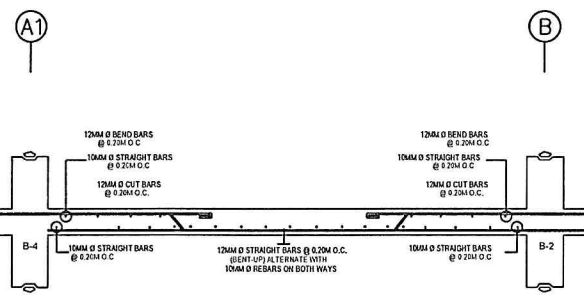 A1
B
12MM Ø BEND BARS
@ 0.20M O.C
10MM Ø STRAIGHT BARS
@ 0.20M O.C
12MM Ø CUT BARS
@ 0.20M O.C.
12MM Ø BEND BARS
@ 0.20M O.C
10MM Ø STRAIGHT BARS
@ 0.20M O.C
12MM Ø CUT BARS
@ 0.20M O.C.
B-4
10MM Ø STRAIGHT BARS
@ 0.20M O.C
12MM Ø STRAIGHT BARS @ 0.20M O.C.
(BENT-UP) ALTERNATE WITH
10MM Ø REBARS ON BOTH WAYS
10MM Ø STRAIGHT BARS
@ 0.20M O.C
B-2